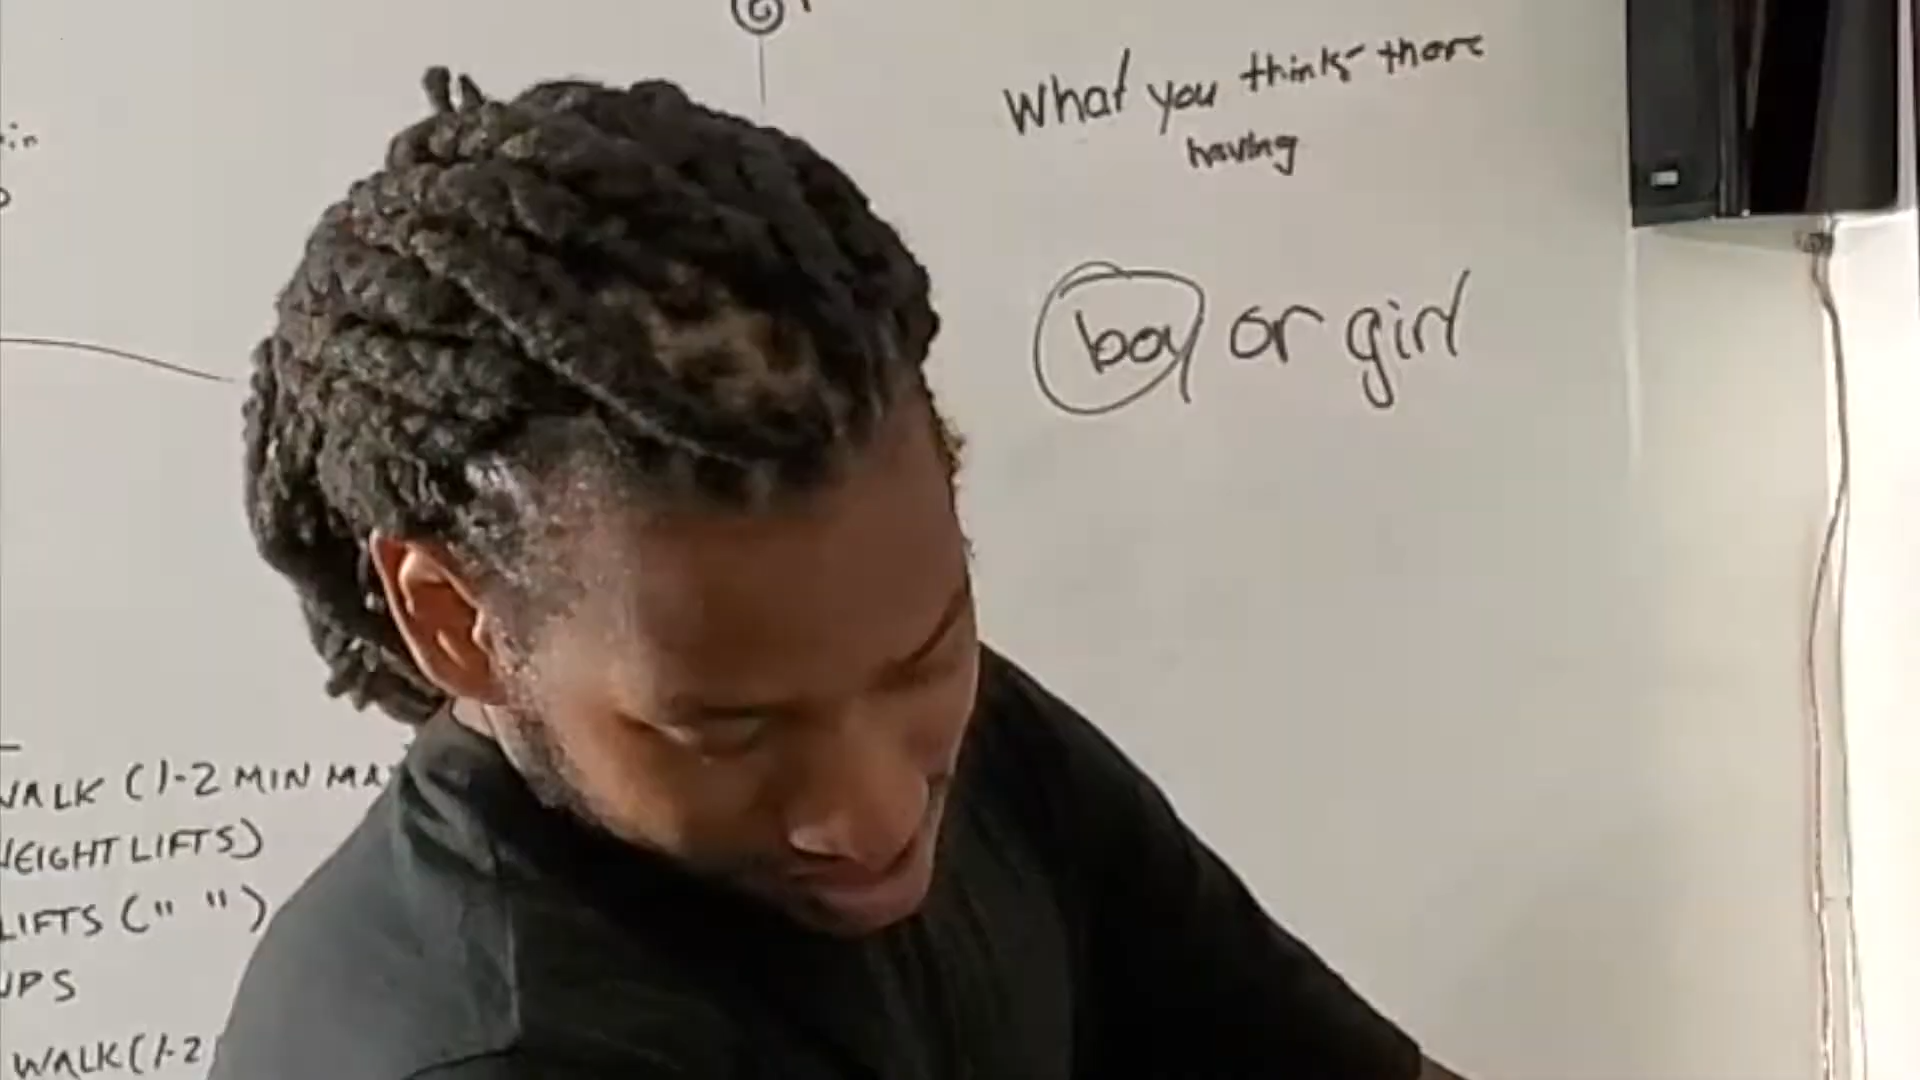 What you think there
having
boy or girl
WALK (1-2 MIN MA
WEIGHT LIFTS)
LIFTS (" ")
UPS
WALK (1-2